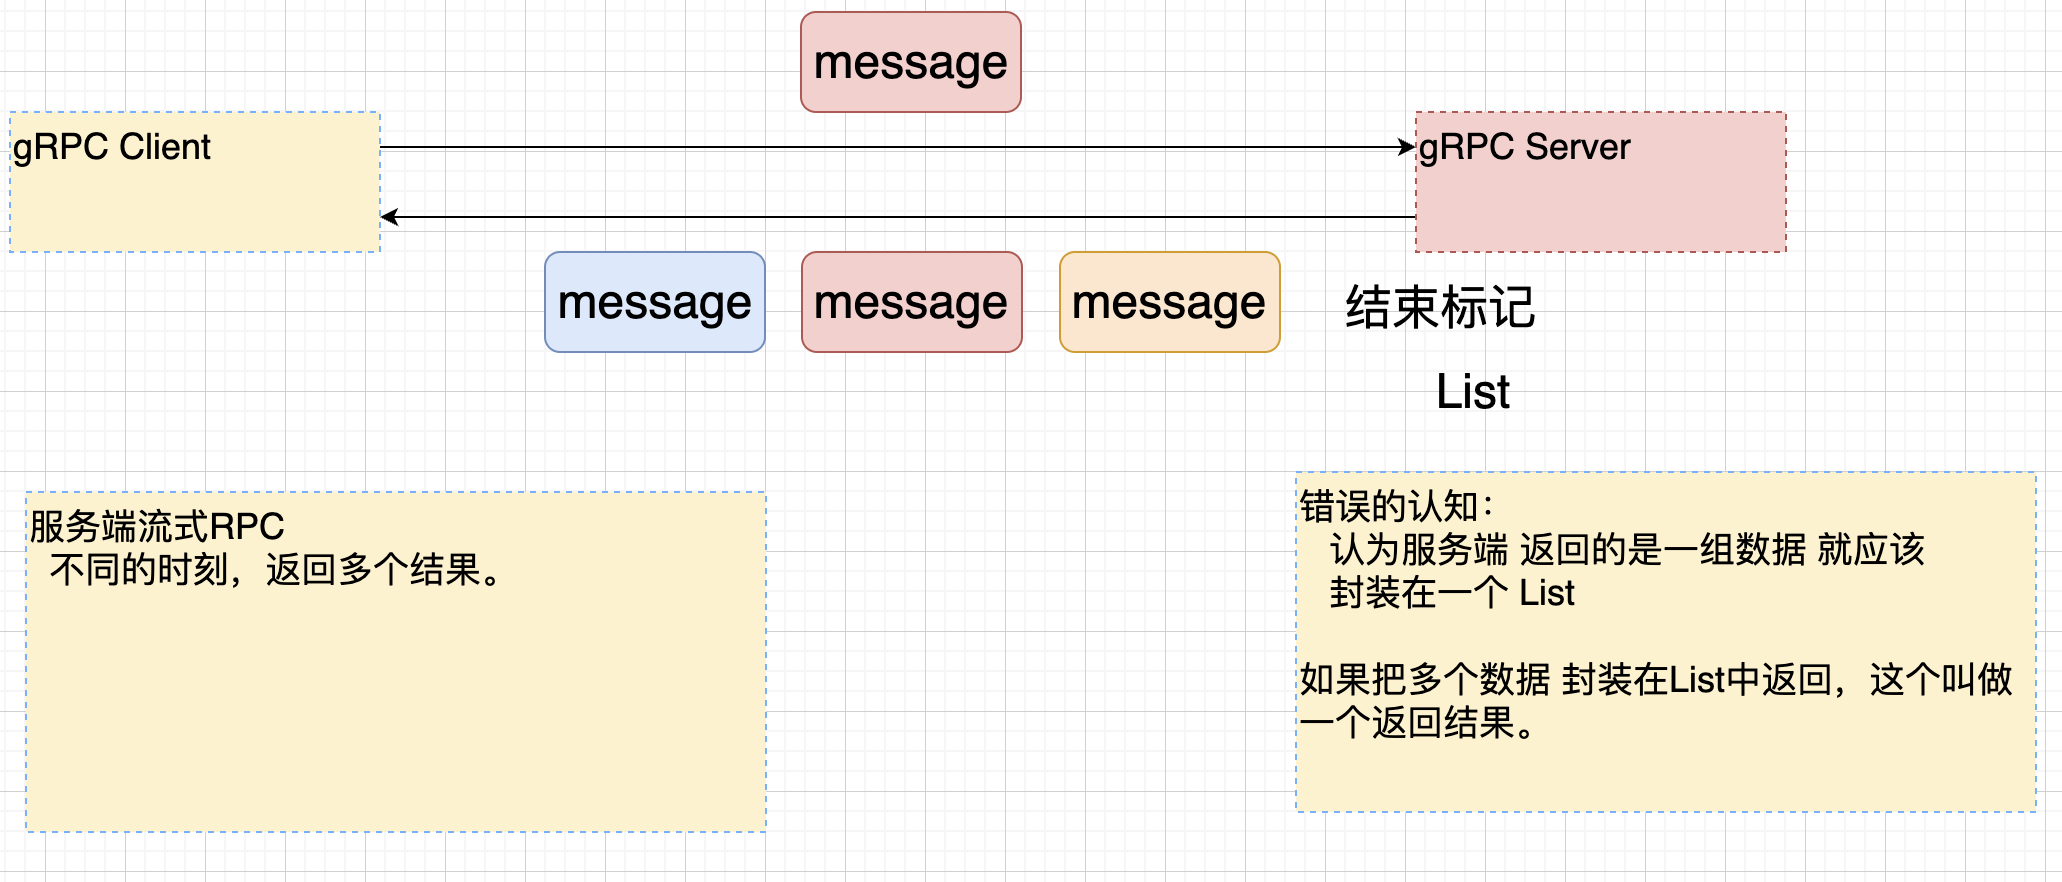 message
gRPC Client
gRPC Server
message
message
message
结束标记
List
服务端流式RPC
不同的时刻，返回多个结果。
错误的认知：
认为服务端 返回的是一组数据 就应该
封装在一个 List
如果把多个数据 封装在List中返回，这个叫做
一个返回结果。